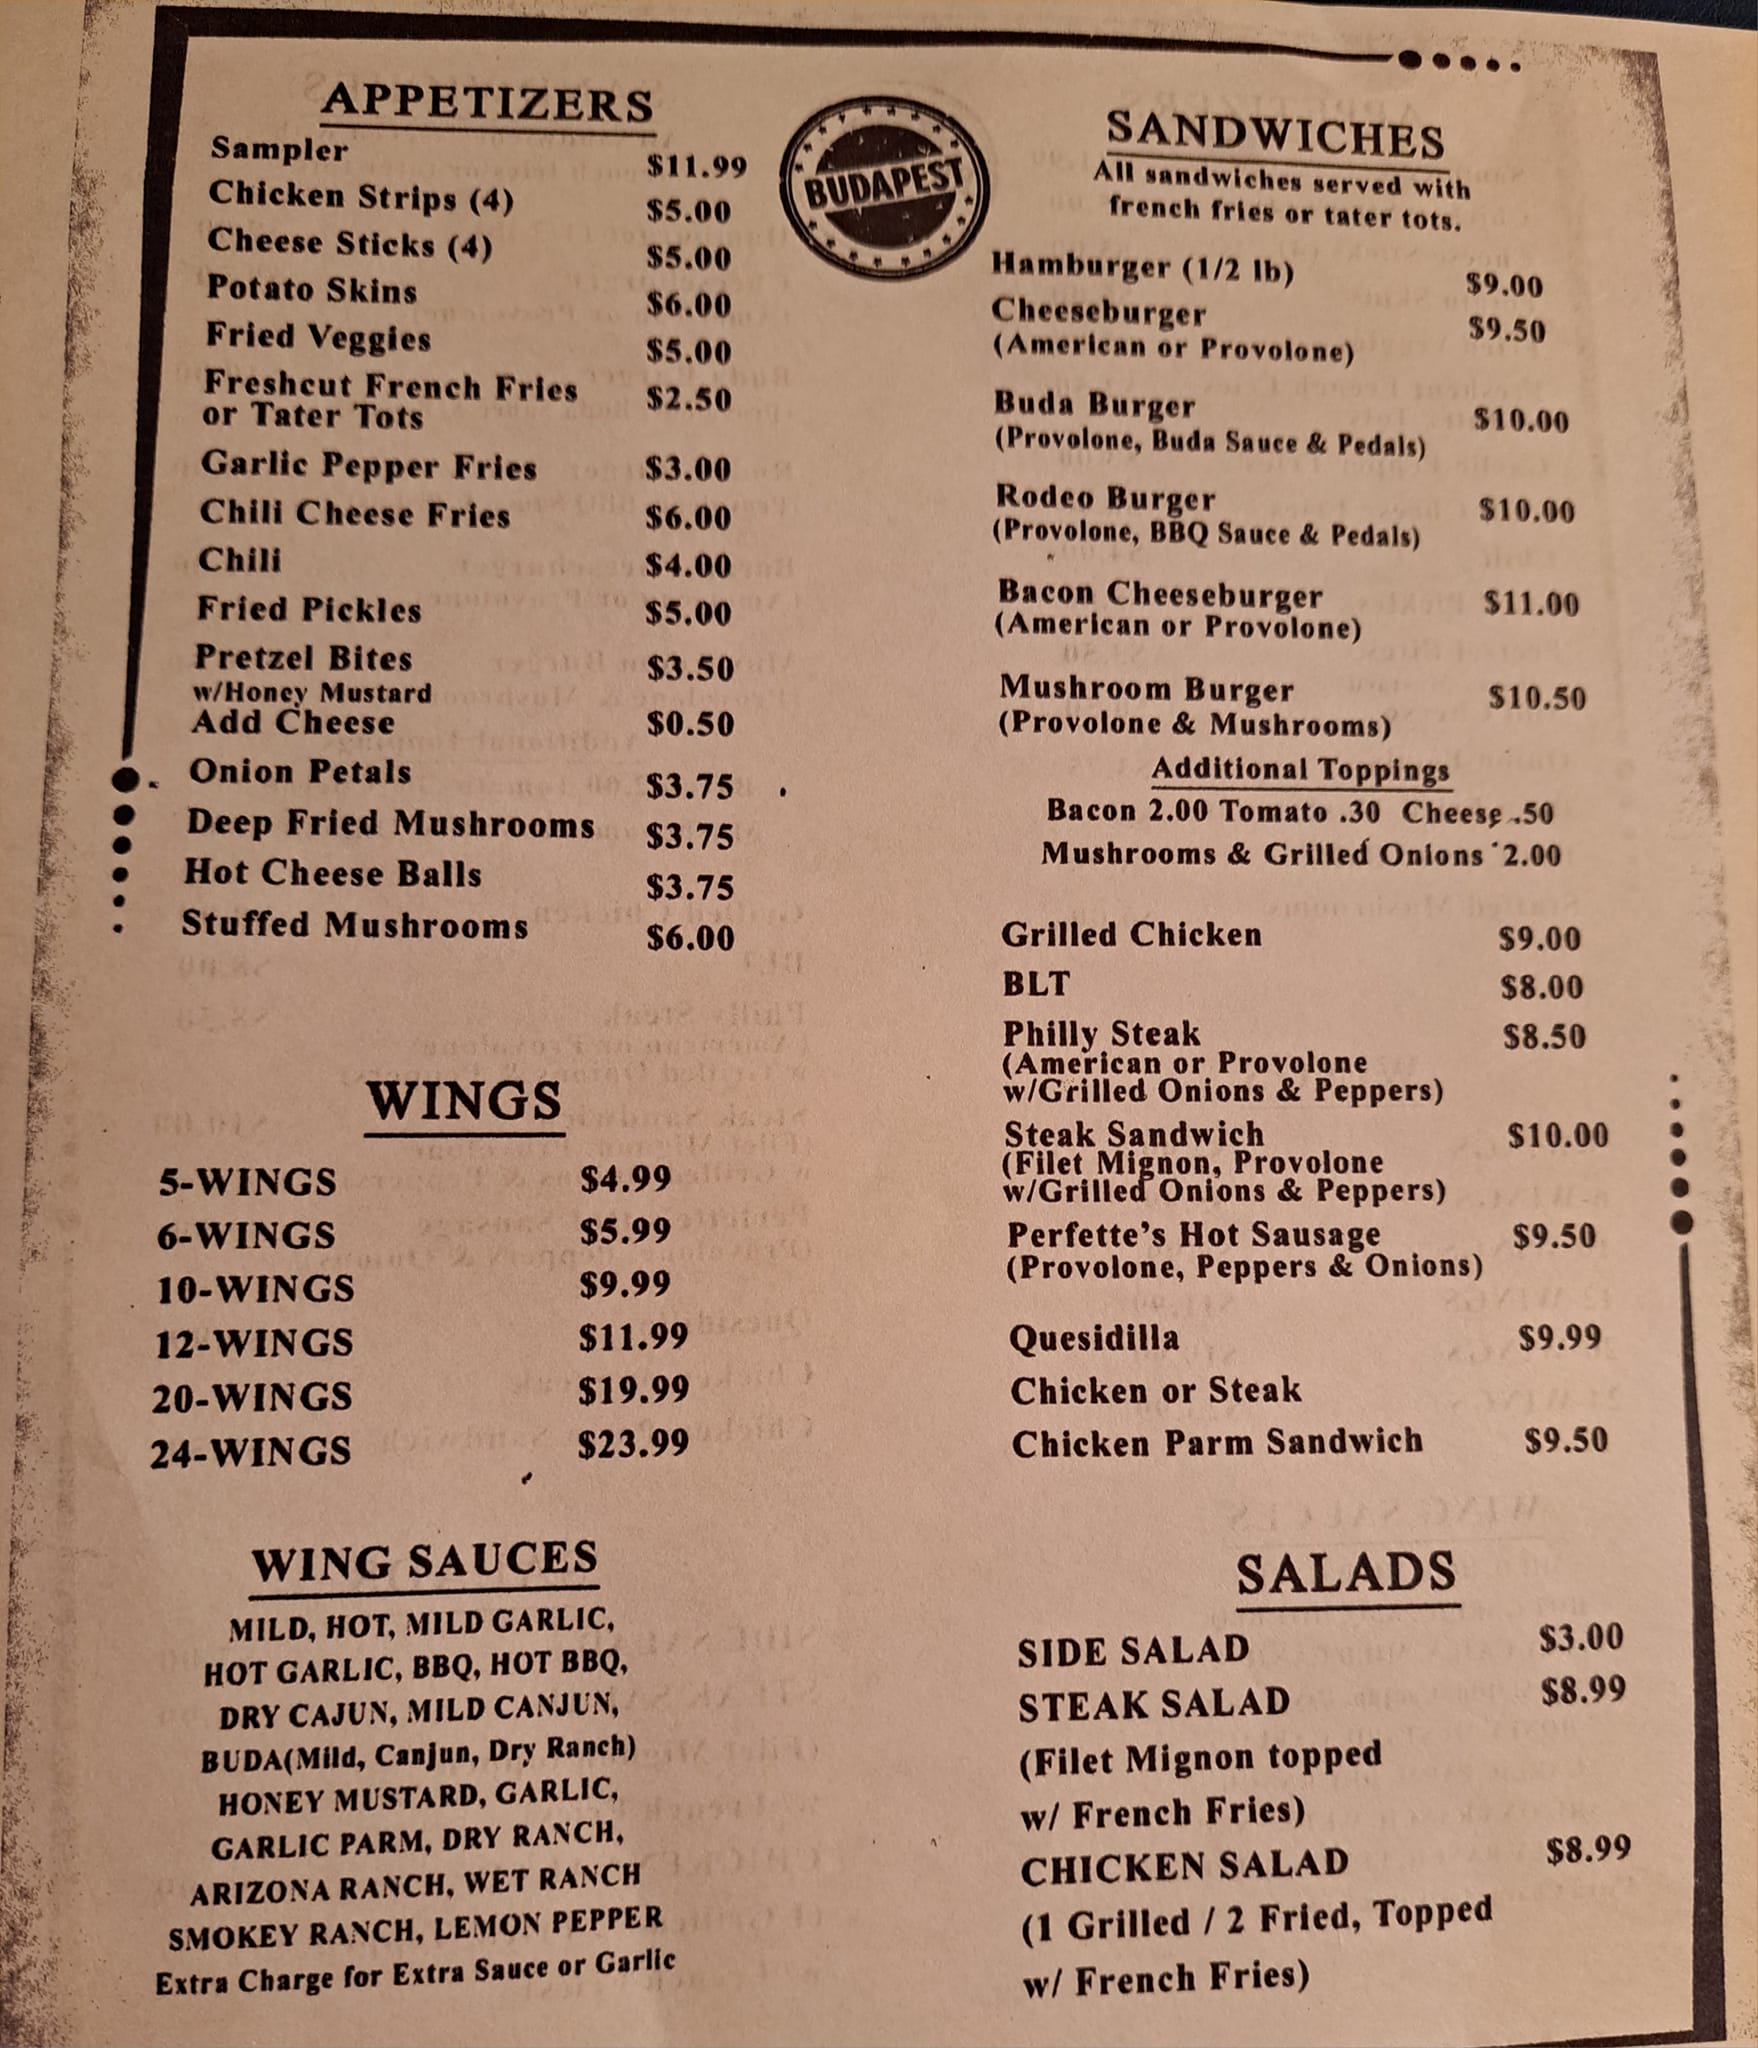 APPETIZERS
Sampler $11.99
Chicken Strips (4) $5.00
Cheese Sticks (4) $5.00
Potato Skins $6.00
Fried Veggies $5.00
Freshcut French Fries $2.50
or Tater Tots
Garlic Pepper Fries $3.00
Chili Cheese Fries $6.00
Chili $4.00
Fried Pickles $5.00
Pretzel Bites $3.50
w/Honey Mustard
Add Cheese $0.50
Onion Petals $3.75
Deep Fried Mushrooms $3.75
Hot Cheese Balls $3.75
Stuffed Mushrooms $6.00
WINGS
5-WINGS $4.99
6-WINGS $5.99
10-WINGS $9.99
12-WINGS $11.99
20-WINGS $19.99
24-WINGS $23.99
WING SAUCES
MILD, HOT, MILD GARLIC,
HOT GARLIC, BBQ, HOT BBQ,
DRY CAJUN, MILD CANJUN,
BUDA(Mild, Canjun, Dry Ranch)
HONEY MUSTARD, GARLIC,
GARLIC PARM, DRY RANCH,
ARIZONA RANCH, WET RANCH
SMOKEY RANCH, LEMON PEPPER
Extra Charge for Extra Sauce or Garlic
BUDAPEST
SANDWICHES
All sandwiches served with
french fries or tater tots.
Hamburger (1/2 lb) $9.00
Cheeseburger $9.50
(American or Provolone)
Buda Burger $10.00
(Provolone, Buda Sauce & Pedals)
Rodeo Burger $10.00
(Provolone, BBQ Sauce & Pedals)
Bacon Cheeseburger $11.00
(American or Provolone)
Mushroom Burger $10.50
(Provolone & Mushrooms)
Additional Toppings
Bacon 2.00 Tomato .30 Cheese .50
Mushrooms & Grilled Onions 2.00
Grilled Chicken $9.00
BLT $8.00
Philly Steak $8.50
(American or Provolone
w/Grilled Onions & Peppers)
Steak Sandwich $10.00
(Filet Mignon, Provolone
w/Grilled Onions & Peppers)
Perfette's Hot Sausage $9.50
(Provolone, Peppers & Onions)
Quesidilla $9.99
Chicken or Steak
Chicken Parm Sandwich $9.50
SALADS
SIDE SALAD $3.00
STEAK SALAD $8.99
(Filet Mignon topped
w/ French Fries)
CHICKEN SALAD $8.99
(1 Grilled / 2 Fried, Topped
w/ French Fries)